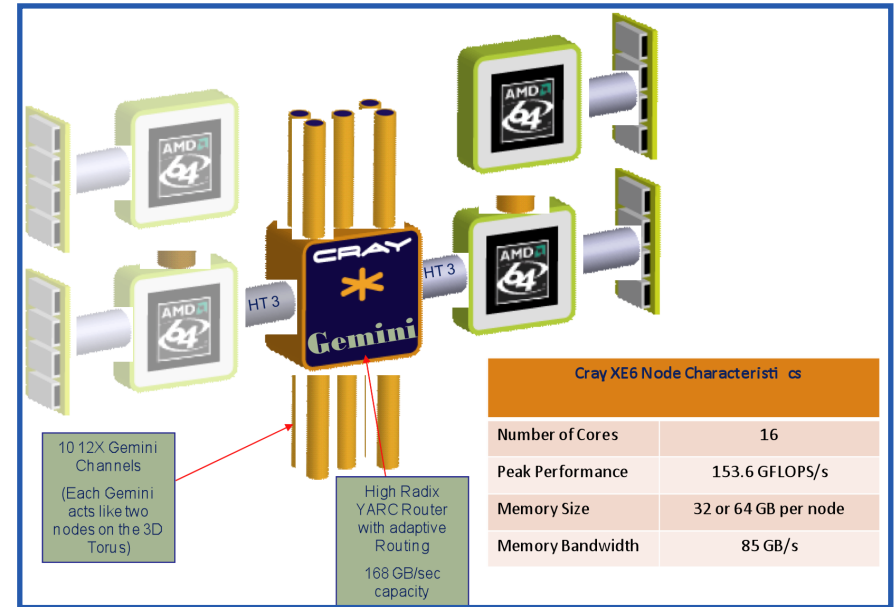 AMD
64
AMD
64
AMD
64
AMD
64
CRAY
Gemini
HT 3
HT 3
10 12X Gemini
Channels
(Each Gemini
acts like two
nodes on the 3D
Torus)
High Radix
YARC Router
with adaptive
Routing
168 GB/sec
capacity
Cray XE6 Node Characteristi cs
Number of Cores 16
Peak Performance 153.6 GFLOPS/s
Memory Size 32 or 64 GB per node
Memory Bandwidth 85 GB/s